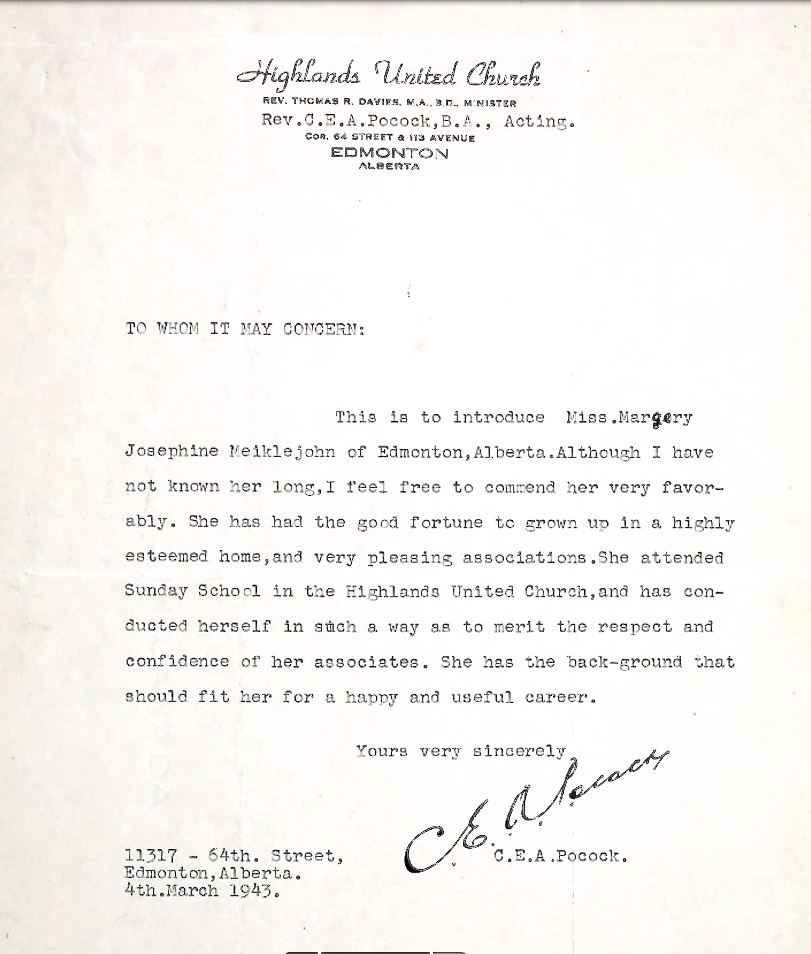 Highlands United Church
REV. THOMAS R. DAVIES, M.A., B.D., MINISTER
Rev.C.E.A.Pocock,B.A., Acting.
COR. 64 STREET & 113 AVENUE
EDMONTON
ALBERTA
TO WHOM IT MAY CONCERN:
This is to introduce Miss.Margery
Josephine Meiklejohn of Edmonton,Alberta.Although I have
not known her long,I feel free to commend her very favor-
ably. She has had the good fortune to grown up in a highly
esteemed home,and very pleasing associations.She attended
Sunday School in the Highlands United Church,and has con-
ducted herself in such a way as to merit the respect and
confidence of her associates. She has the back-ground that
should fit her for a happy and useful career.
Yours very sincerely,
C.E.A.Pocock
C.E.A.Pocock.
11317 - 64th. Street,
Edmonton,Alberta.
4th.March 1943.